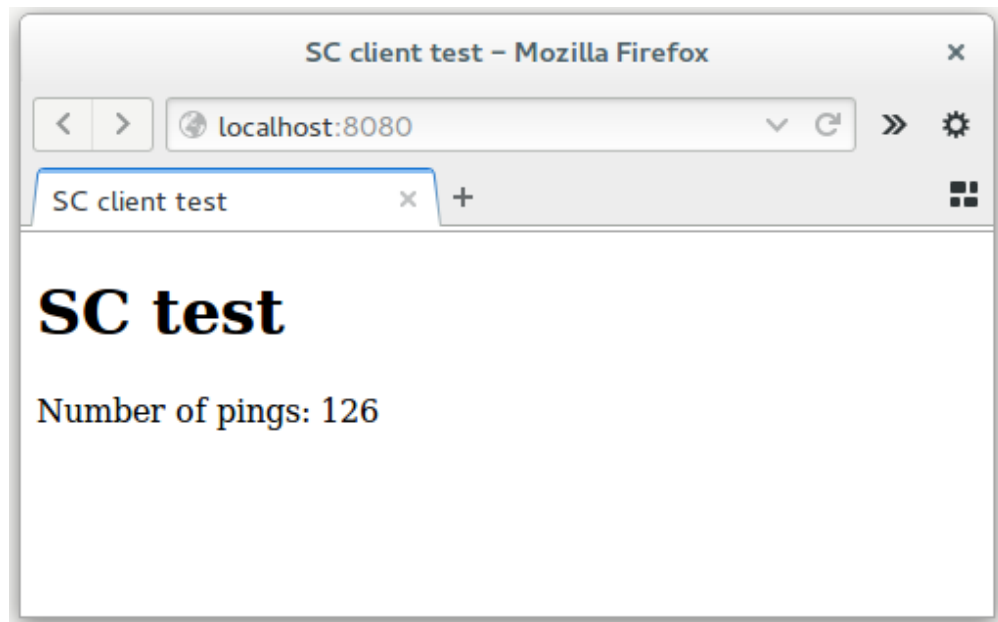 SC client test – Mozilla Firefox
localhost:8080
SC client test
SC test
Number of pings: 126